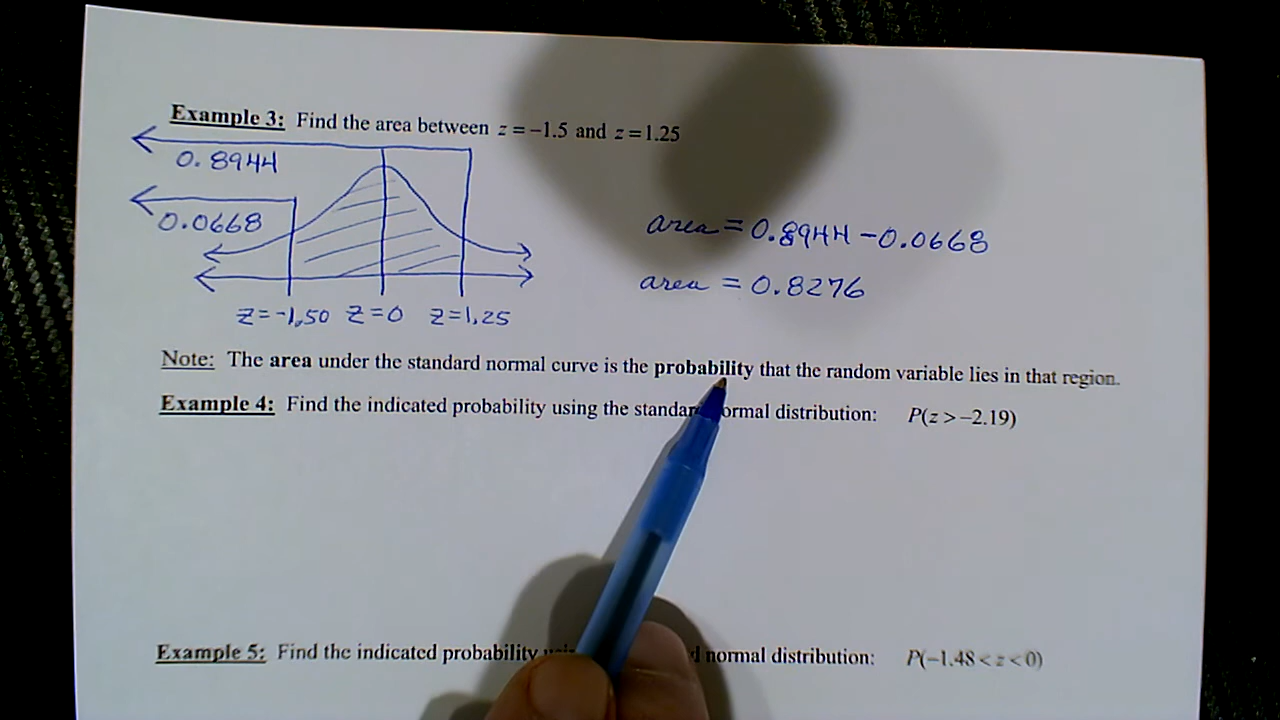 Example 3: Find the area between z = −1.5 and z = 1.25
0.8944
0.0668
area = 0.8944 − 0.0668
area = 0.8276
z = -1.50 z = 0 z = 1.25
Note: The area under the standard normal curve is the probability that the random variable lies in that region.
Example 4: Find the indicated probability using the standard normal distribution: P(z > −2.19)
Example 5: Find the indicated probability normal distribution: P(−1.48 < z < 0)